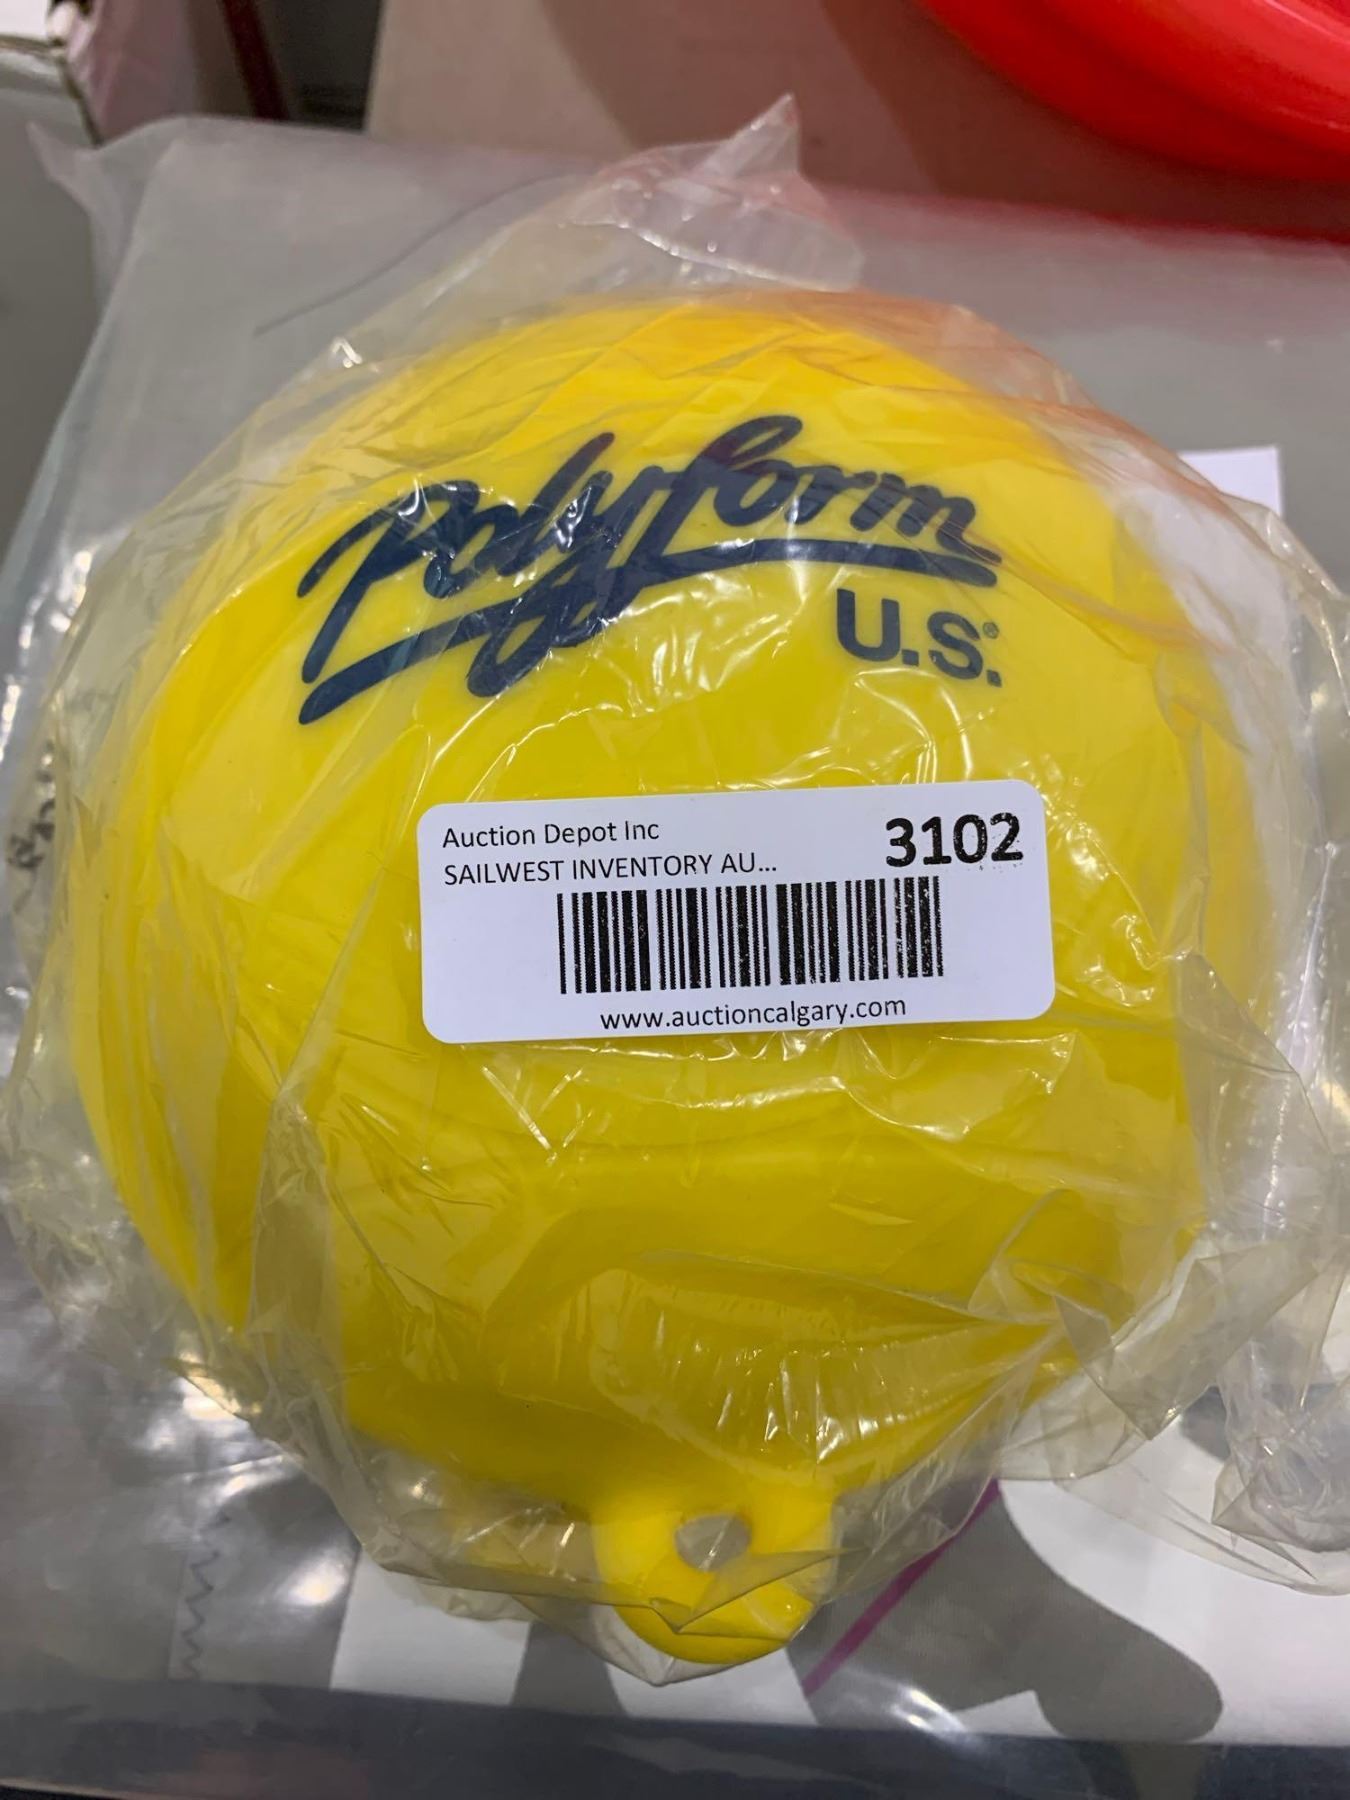 Polyform
U.S.®
Auction Depot Inc
3102
SAILWEST INVENTORY AU...
www.auctioncalgary.com